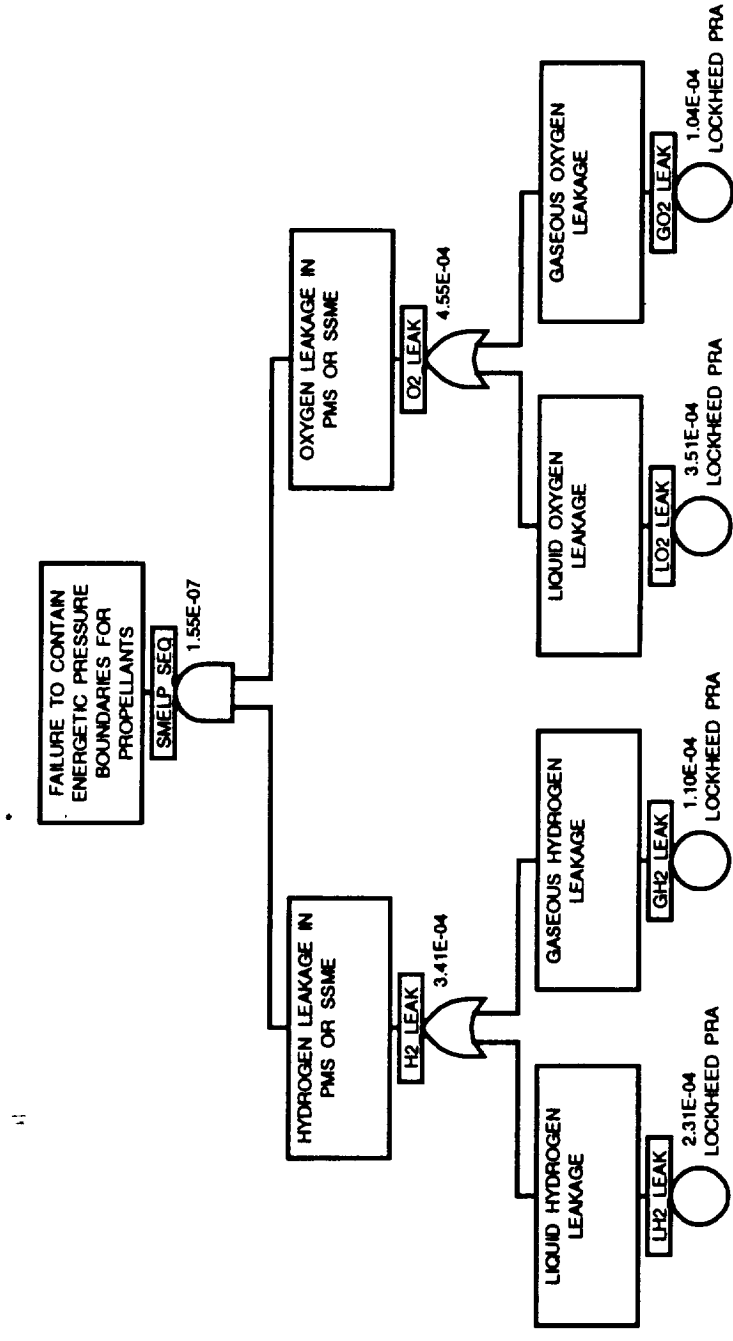 FAILURE TO CONTAIN
ENERGETIC PRESSURE
BOUNDARIES FOR
PROPELLANTS
SMELP SEQ
1.55E-07
HYDROGEN LEAKAGE IN
PMS OR SSME
H2 LEAK
3.41E-04
OXYGEN LEAKAGE IN
PMS OR SSME
O2 LEAK
4.55E-04
LIQUID HYDROGEN
LEAKAGE
LH2 LEAK
2.31E-04
LOCKHEED PRA
GASEOUS HYDROGEN
LEAKAGE
GH2 LEAK
1.10E-04
LOCKHEED PRA
LIQUID OXYGEN
LEAKAGE
LO2 LEAK
3.51E-04
LOCKHEED PRA
GASEOUS OXYGEN
LEAKAGE
GO2 LEAK
1.04E-04
LOCKHEED PRA